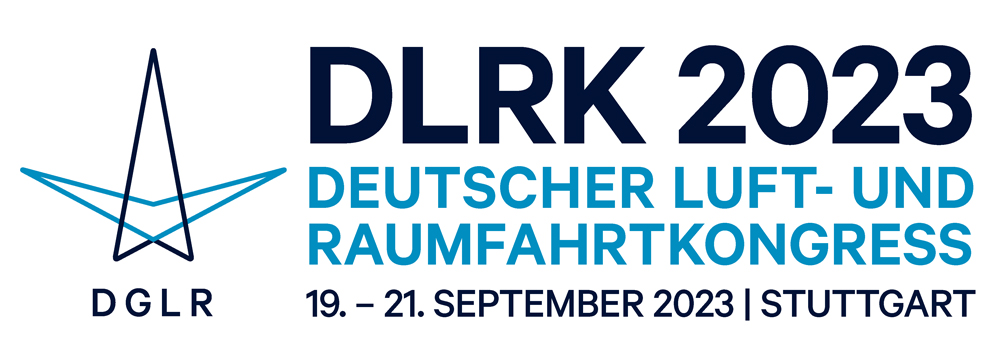 DLRK 2023
DEUTSCHER LUFT- UND
RAUMFAHRTKONGRESS
19. – 21. SEPTEMBER 2023 | STUTTGART
DGLR